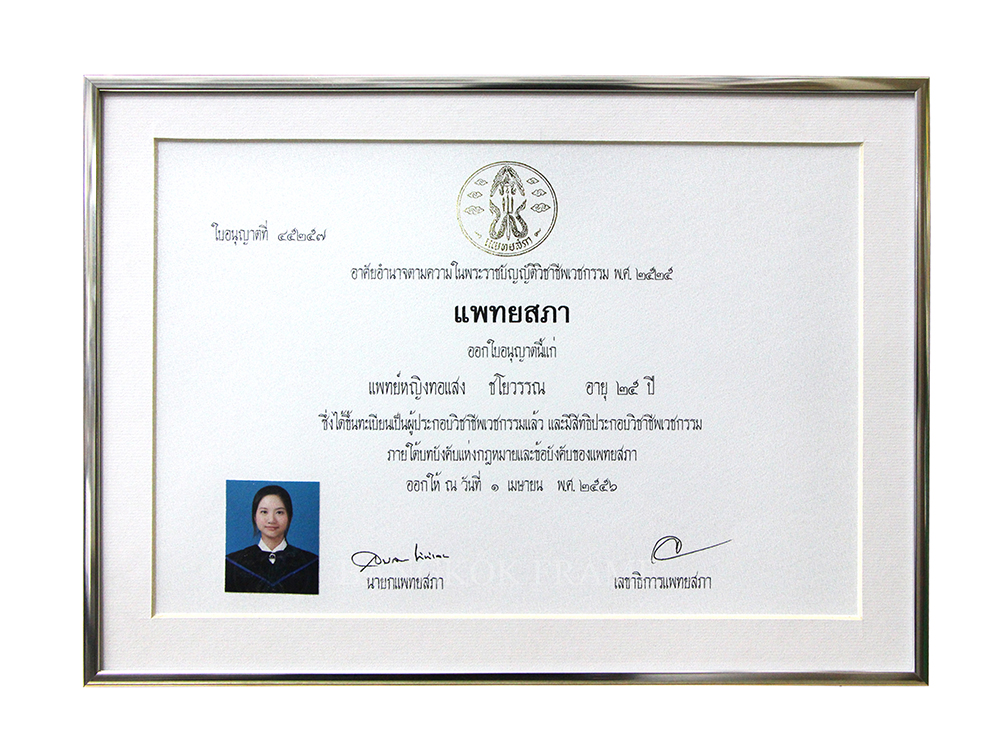 แพทยสภา
ใบอนุญาตที่ ๔๕๒๕๗
อาศัยอำนาจตามความในพระราชบัญญัติวิชาชีพเวชกรรม พ.ศ. ๒๕๒๕
แพทยสภา
ออกใบอนุญาตนี้แก่
แพทย์หญิงทอแสง ชโยวรรณ อายุ ๒๕ ปี
ซึ่งได้ขึ้นทะเบียนเป็นผู้ประกอบวิชาชีพเวชกรรมแล้ว และมีสิทธิประกอบวิชาชีพเวชกรรม
ภายใต้บทบังคับแห่งกฎหมายและข้อบังคับของแพทยสภา
ออกให้ ณ วันที่ ๑ เมษายน พ.ศ. ๒๕๕๖
นายกแพทยสภา
เลขาธิการแพทยสภา